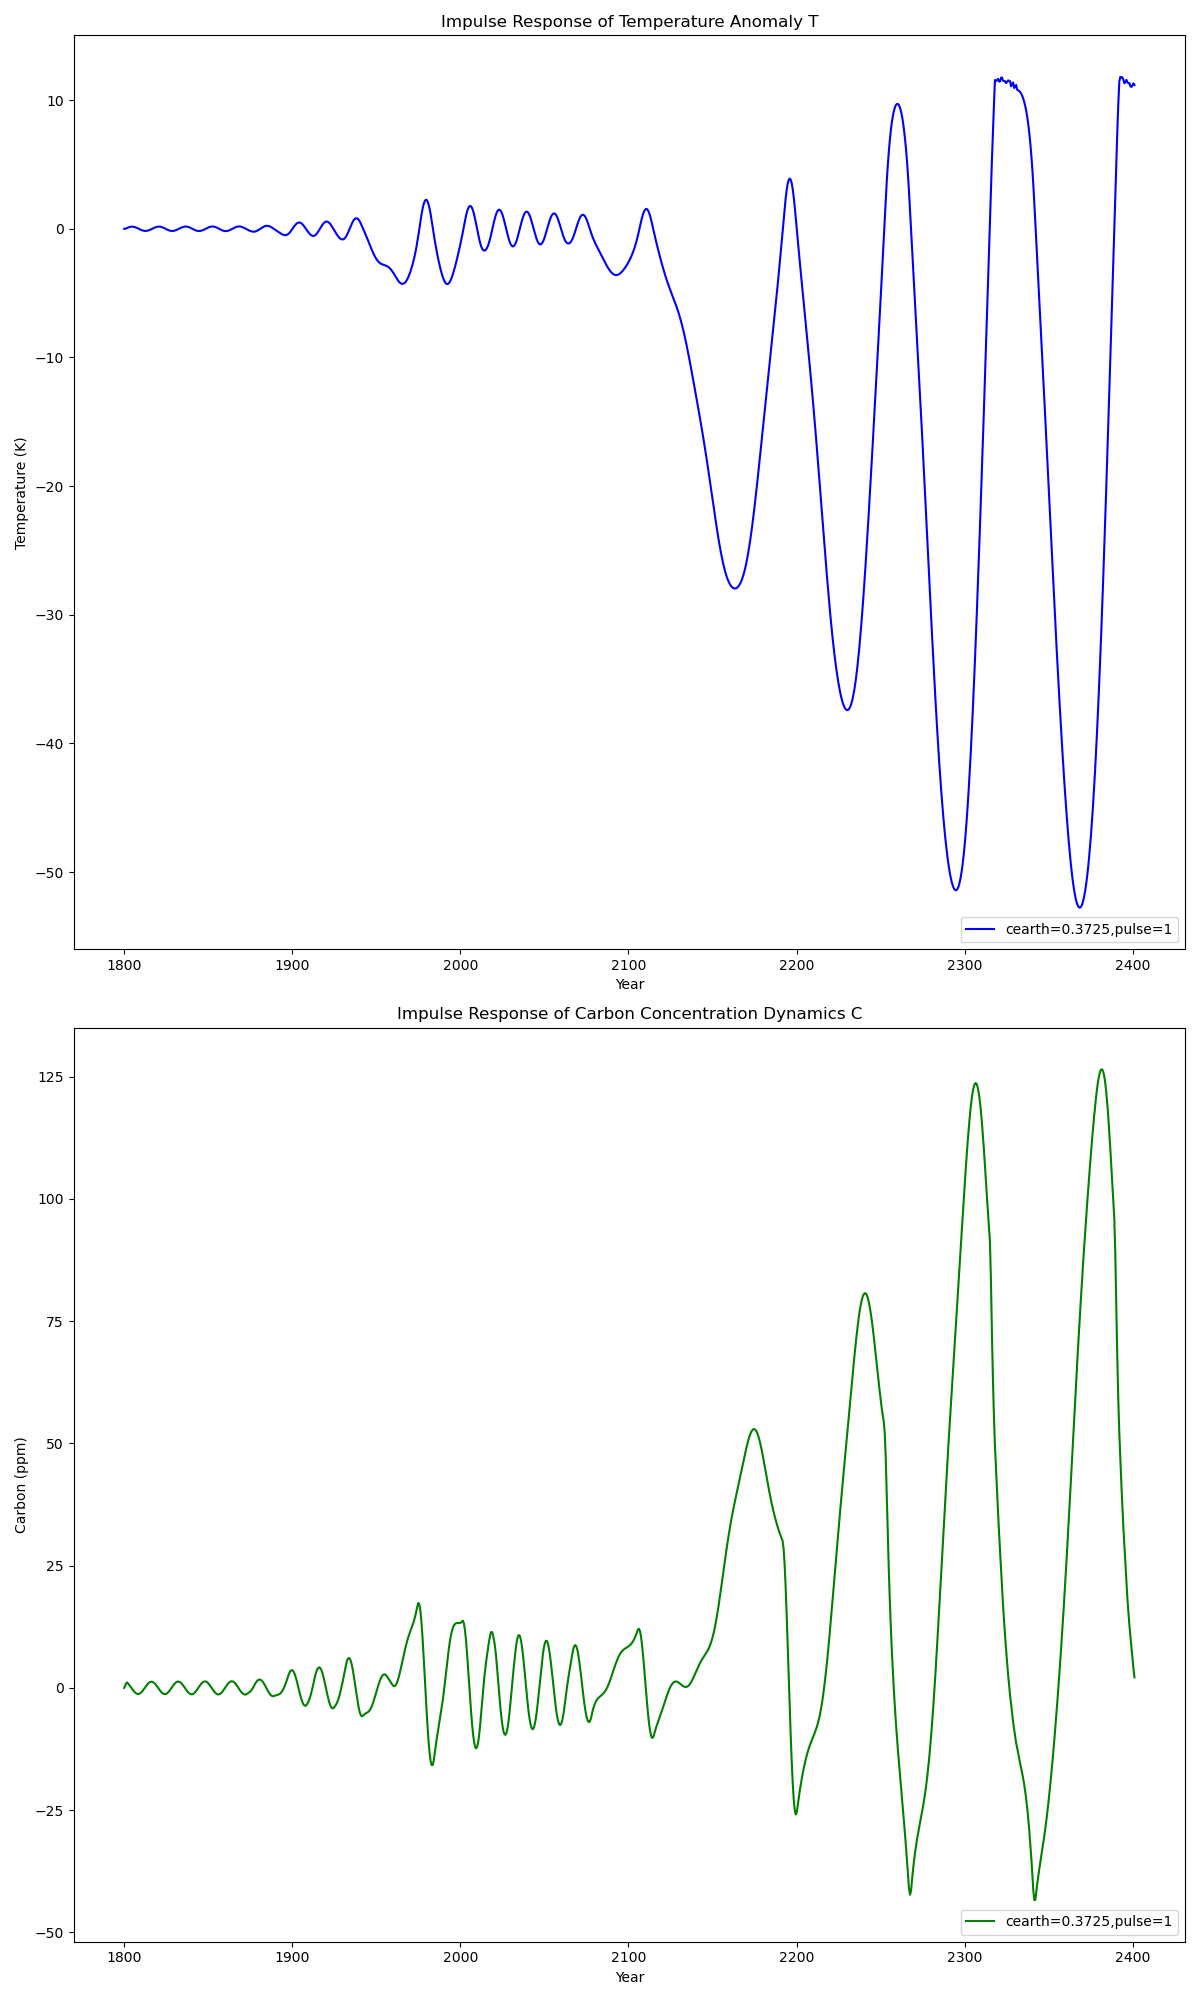 Impulse Response of Temperature Anomaly T
Temperature (K)
10
0
−10
−20
−30
−40
−50
cearth=0.3725,pulse=1
1800 1900 2000 2100 2200 2300 2400
Year
Impulse Response of Carbon Concentration Dynamics C
Carbon (ppm)
125
100
75
50
25
0
−25
−50
cearth=0.3725,pulse=1
1800 1900 2000 2100 2200 2300 2400
Year